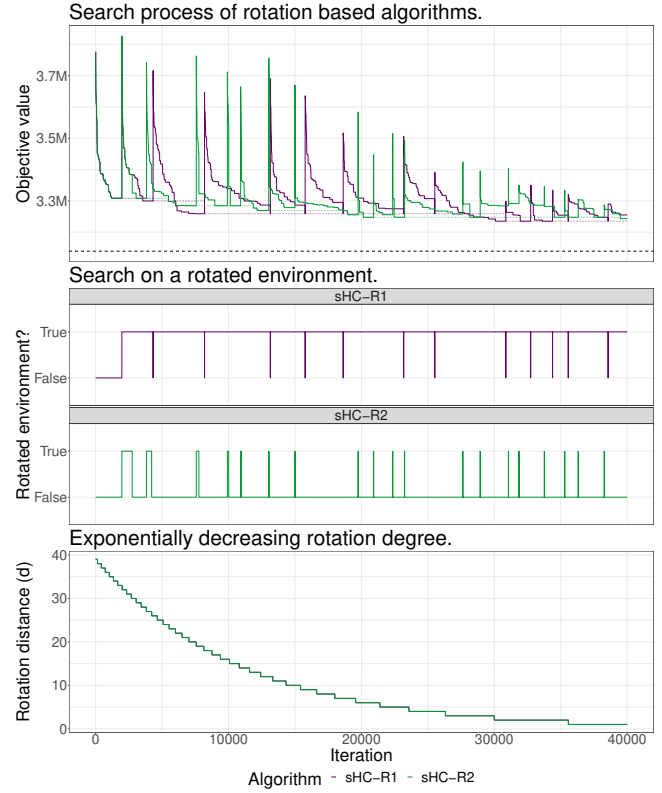 Search process of rotation based algorithms.
Objective value
3.7M
3.5M
3.3M
Search on a rotated environment.
Rotated environment?
sHC−R1
True
False
sHC−R2
True
False
Exponentially decreasing rotation degree.
Rotation distance (d)
40
30
20
10
0
0 10000 20000 30000 40000
Iteration
Algorithm sHC−R1 sHC−R2